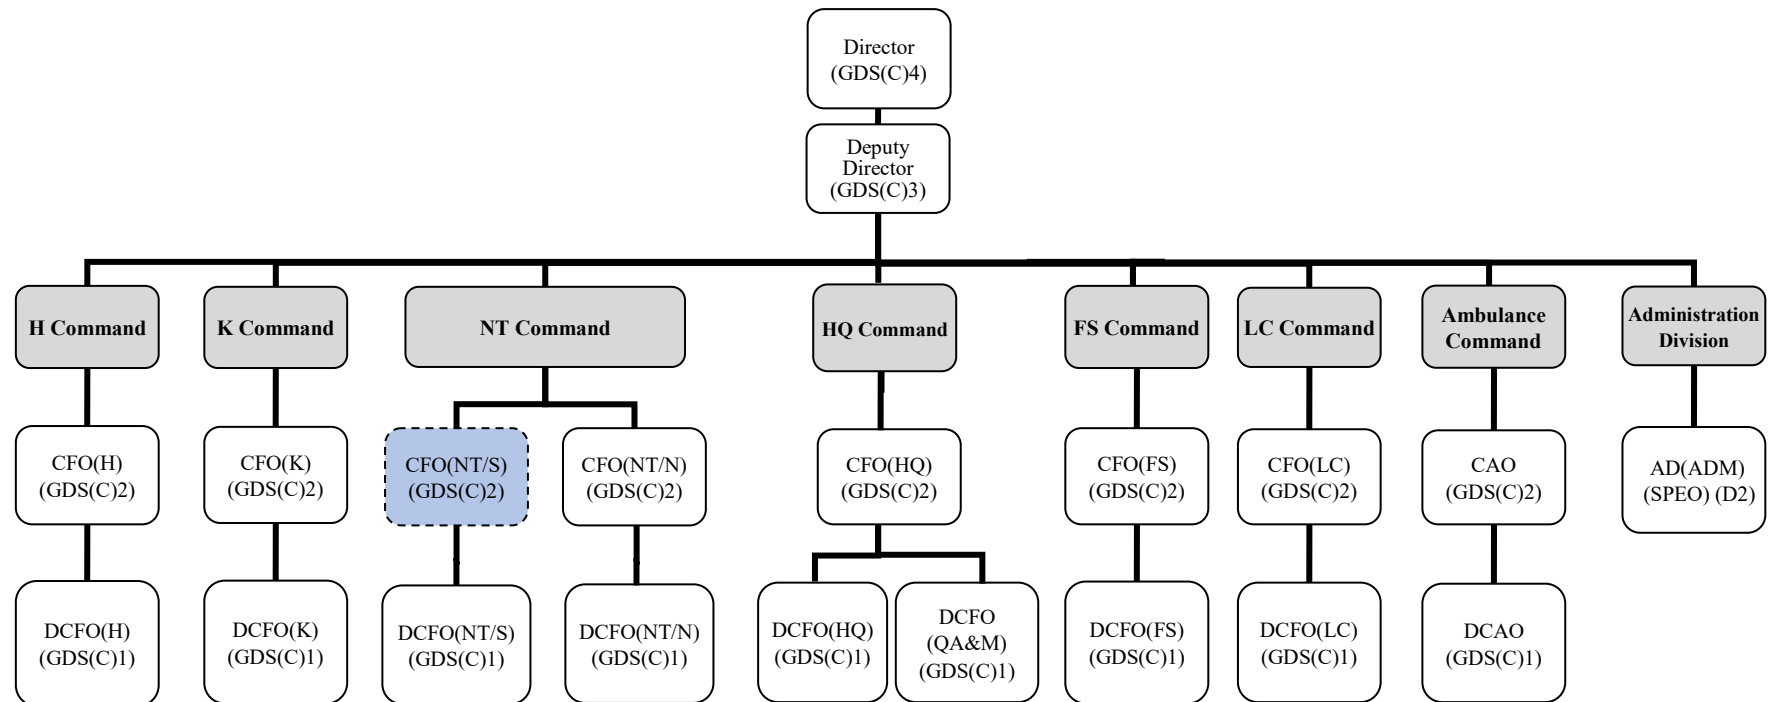 Director
(GDS(C)4)
Deputy
Director
(GDS(C)3)
H Command
K Command
NT Command
HQ Command
FS Command
LC Command
Ambulance
Command
Administration
Division
CFO(H)
(GDS(C)2)
CFO(K)
(GDS(C)2)
CFO(NT/S)
(GDS(C)2)
CFO(NT/N)
(GDS(C)2)
CFO(HQ)
(GDS(C)2)
CFO(FS)
(GDS(C)2)
CFO(LC)
(GDS(C)2)
CAO
(GDS(C)2)
AD(ADM)
(SPEO) (D2)
DCFO(H)
(GDS(C)1)
DCFO(K)
(GDS(C)1)
DCFO(NT/S)
(GDS(C)1)
DCFO(NT/N)
(GDS(C)1)
DCFO(HQ)
(GDS(C)1)
DCFO
(QA&M)
(GDS(C)1)
DCFO(FS)
(GDS(C)1)
DCFO(LC)
(GDS(C)1)
DCAO
(GDS(C)1)